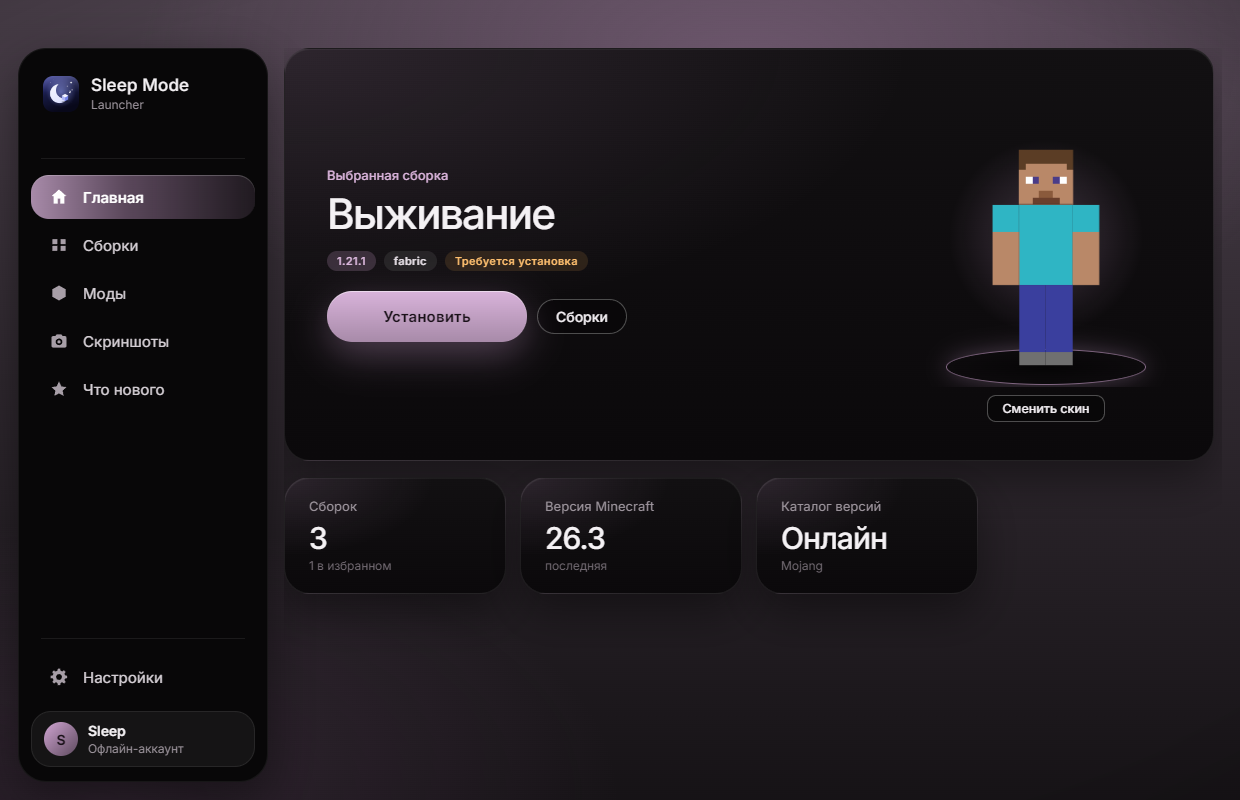 Sleep Mode
Launcher
Главная
Сборки
Моды
Скриншоты
Что нового
Настройки
S
Sleep
Офлайн-аккаунт
Выбранная сборка
Выживание
1.21.1 fabric Требуется установка
Установить Сборки
Сменить скин
Сборок
3
1 в избранном
Версия Minecraft
26.3
последняя
Каталог версий
Онлайн
Mojang